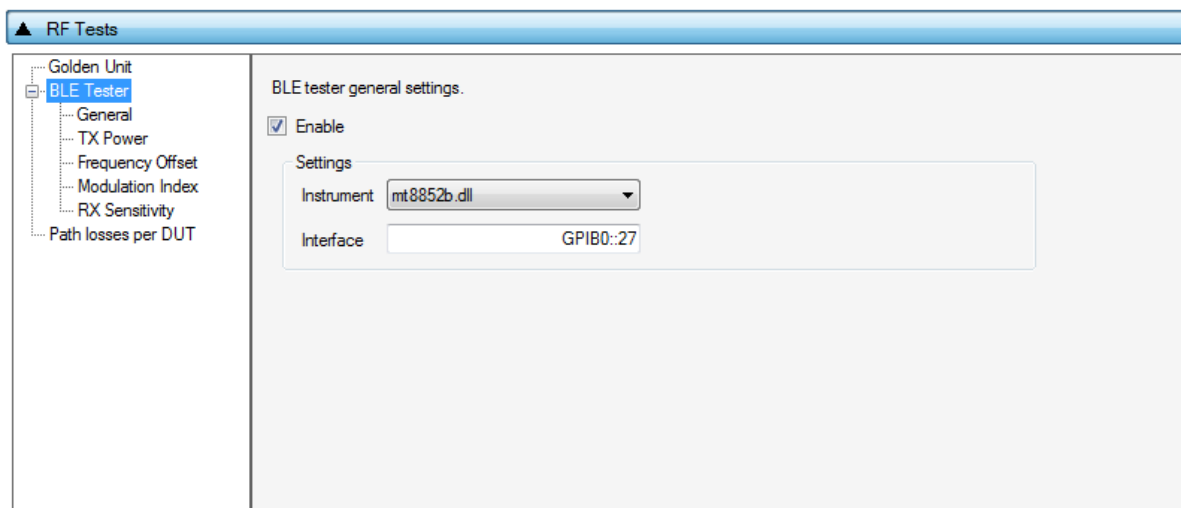 RF Tests
Golden Unit
BLE Tester
General
TX Power
Frequency Offset
Modulation Index
RX Sensitivity
Path losses per DUT
BLE tester general settings.
Enable
Settings
Instrument mt8852b.dll
Interface GPIB0::27